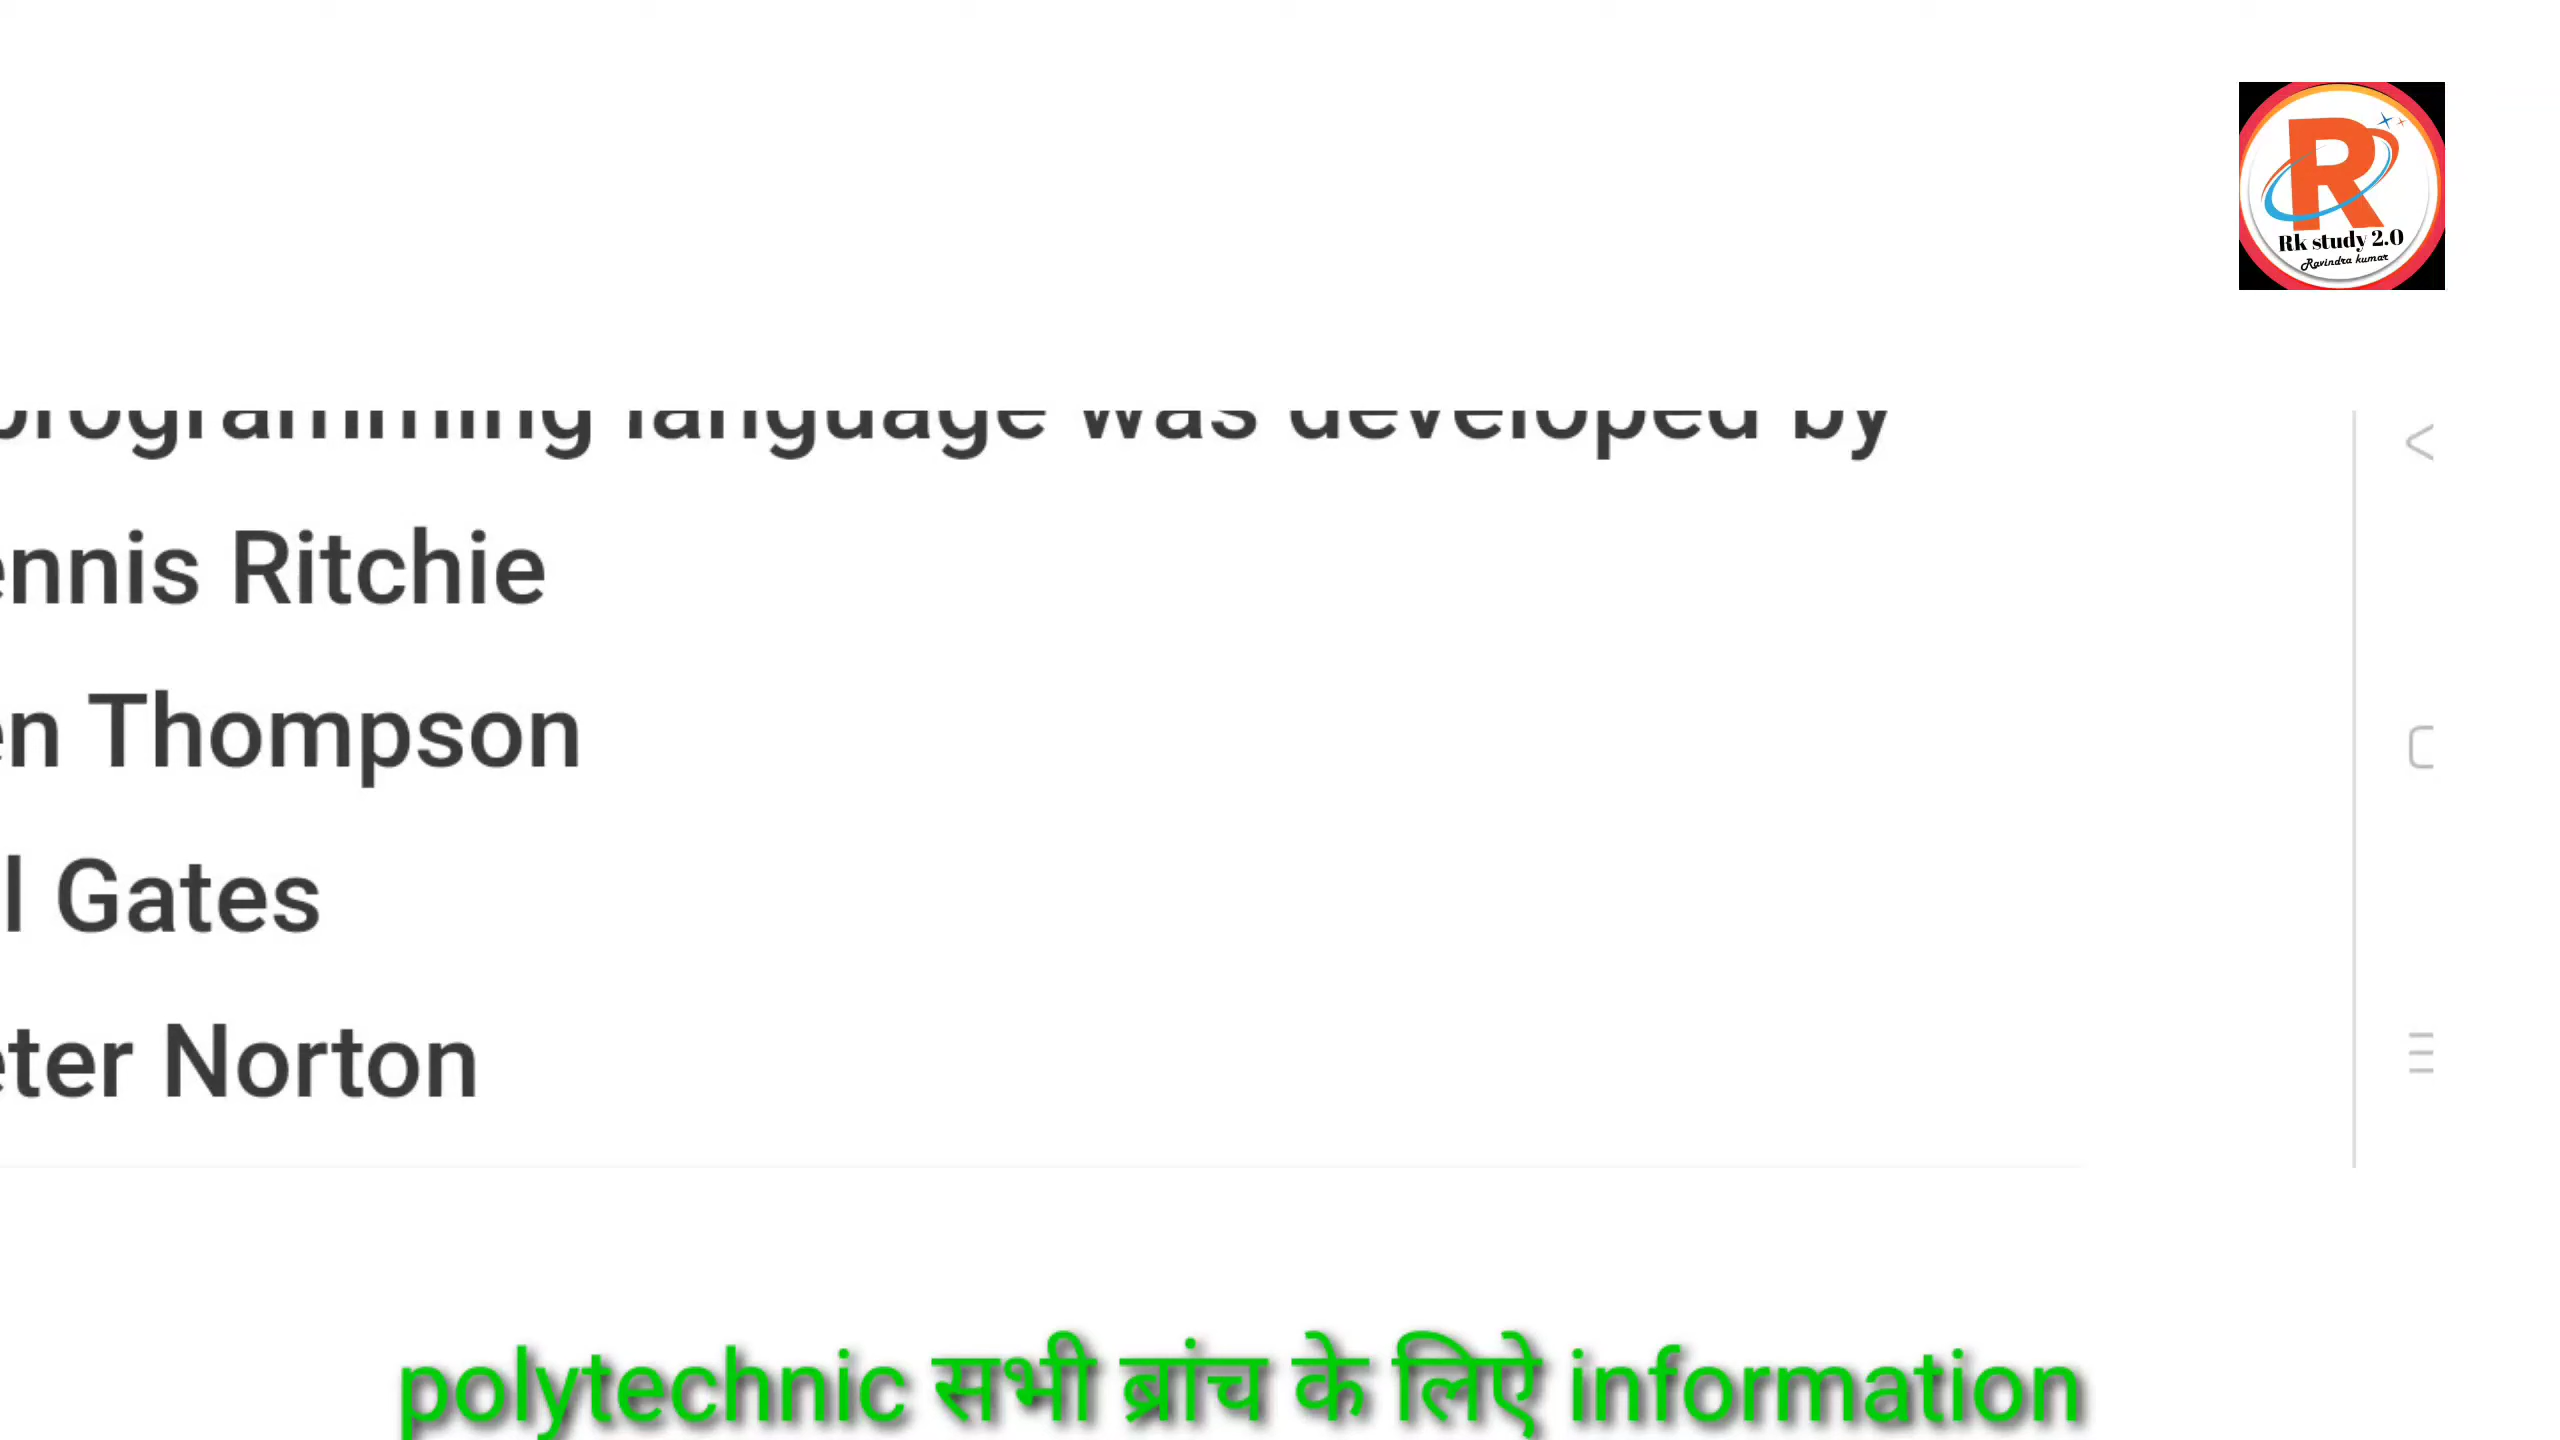 Rk study 2.0
Ravindra kumar
programming language was developed by
ennis Ritchie
en Thompson
l Gates
eter Norton
polytechnic सभी ब्रांच के लिऐ information